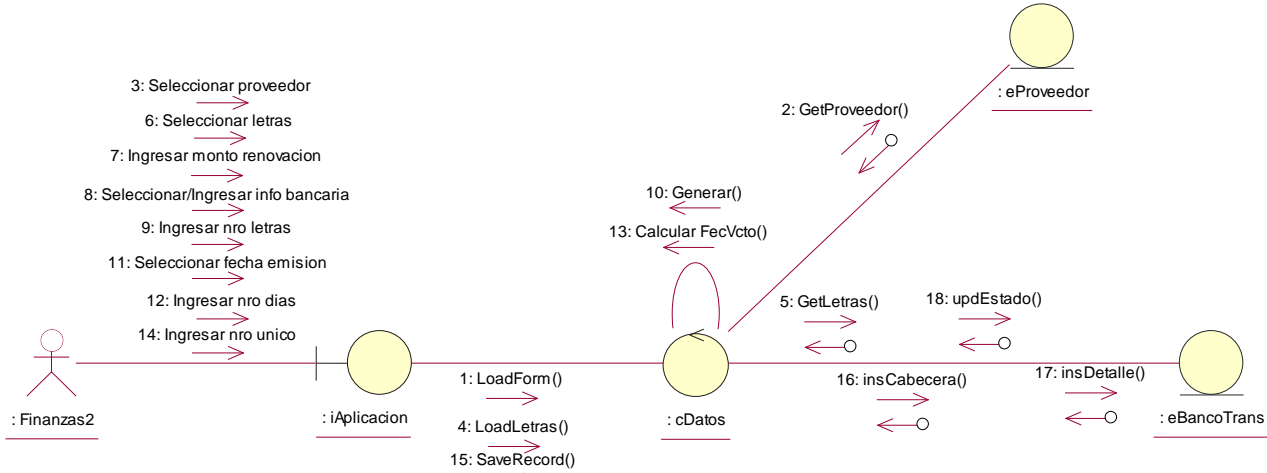 3: Seleccionar proveedor
6: Seleccionar letras
7: Ingresar monto renovacion
8: Seleccionar/Ingresar info bancaria
9: Ingresar nro letras
11: Seleccionar fecha emision
12: Ingresar nro dias
14: Ingresar nro unico
: eProveedor
2: GetProveedor()
10: Generar()
13: Calcular FecVcto()
5: GetLetras()
18: updEstado()
1: LoadForm()
16: insCabecera()
17: insDetalle()
: Finanzas2
: iAplicacion
4: LoadLetras()
: cDatos
: eBancoTrans
15: SaveRecord()